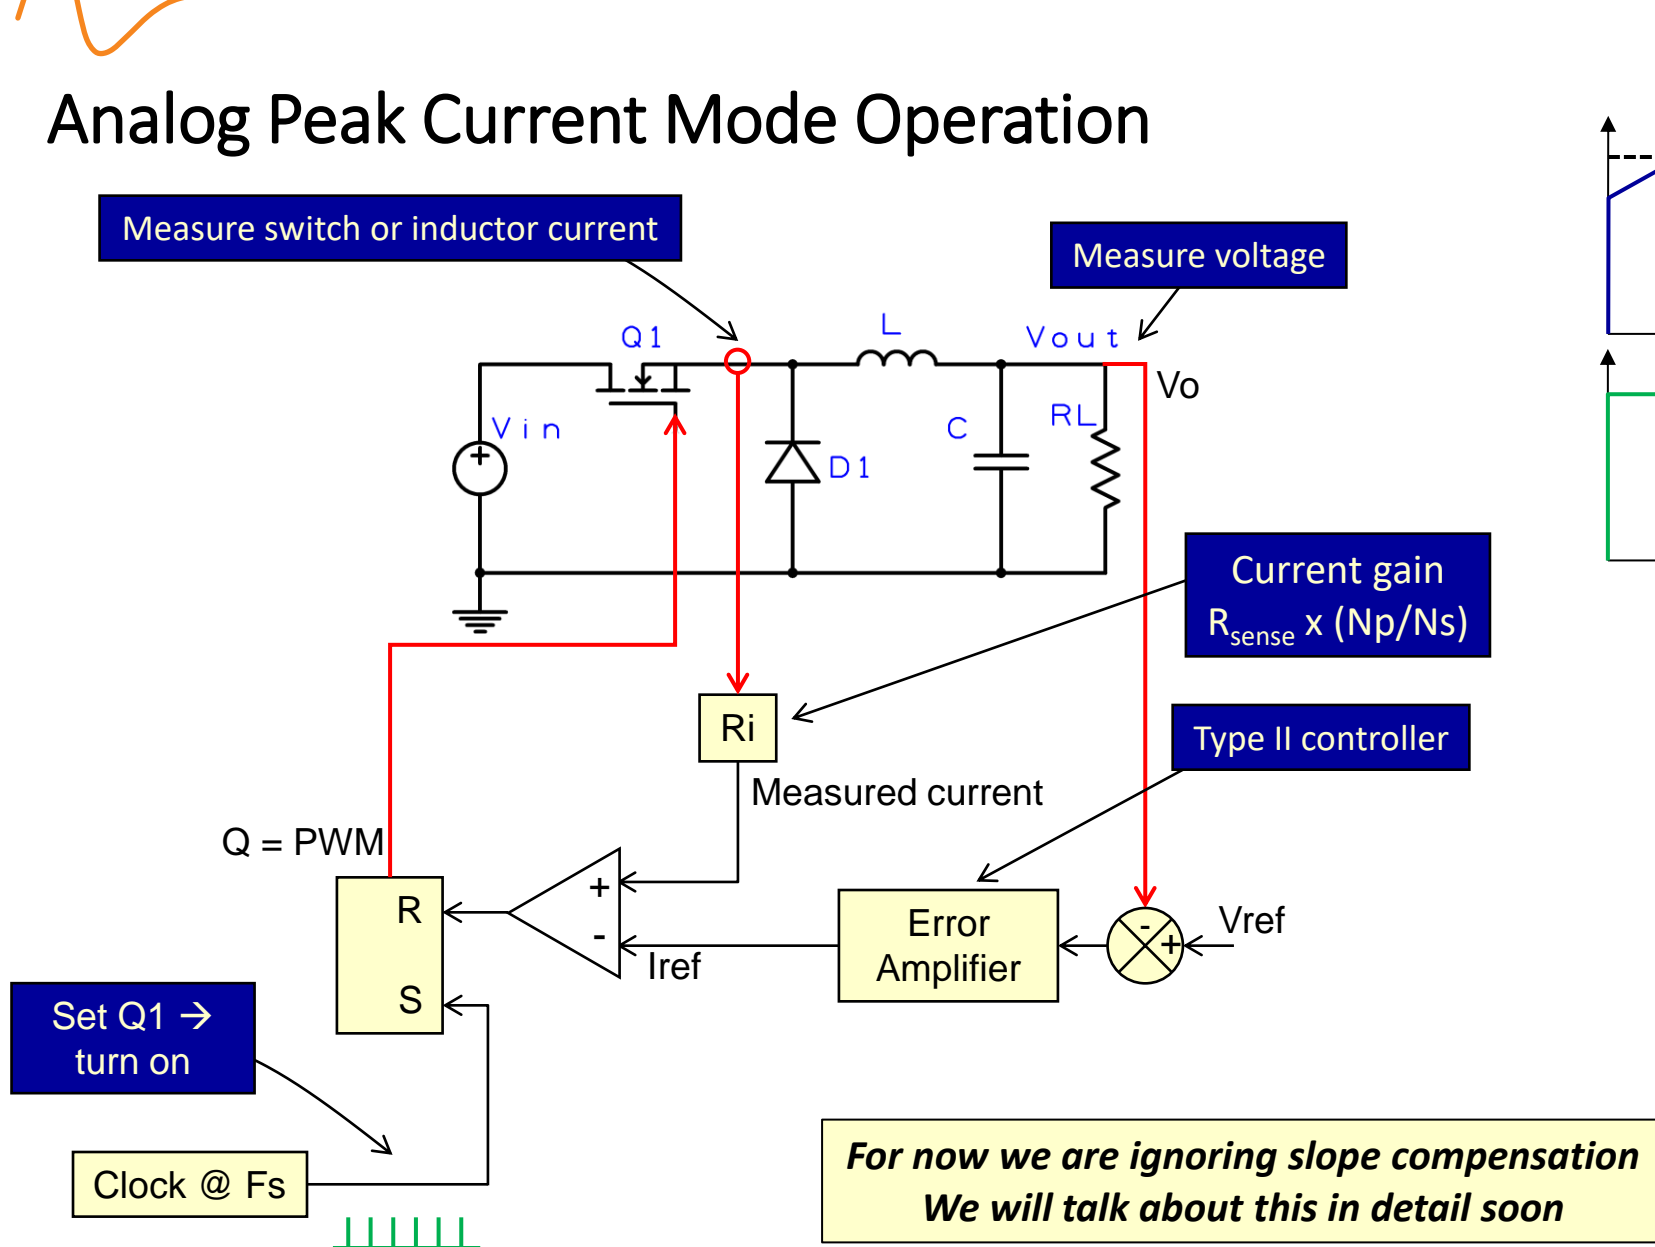 Analog Peak Current Mode Operation
Measure switch or inductor current
Measure voltage
Q1
L
Vout
Vo
Vin
D1
C
RL
Current gain
Rsense x (Np/Ns)
Ri
Type II controller
Measured current
Q = PWM
R
S
+
-
Iref
Error
Amplifier
-
+
Vref
Set Q1 →
turn on
Clock @ Fs
For now we are ignoring slope compensation
We will talk about this in detail soon